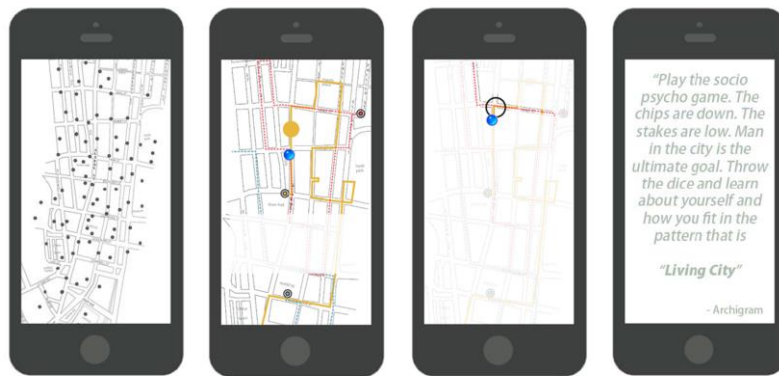 “Play the socio
psycho game. The
chips are down. The
stakes are low. Man
in the city is the
ultimate goal. Throw
the dice and learn
about yourself and
how you fit in the
pattern that is
“Living City”
- Archigram